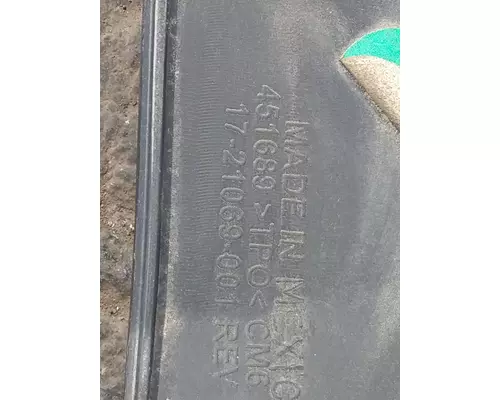 MADE IN MEXIC
451689 >TPO< CM6
17-21069-001 REV